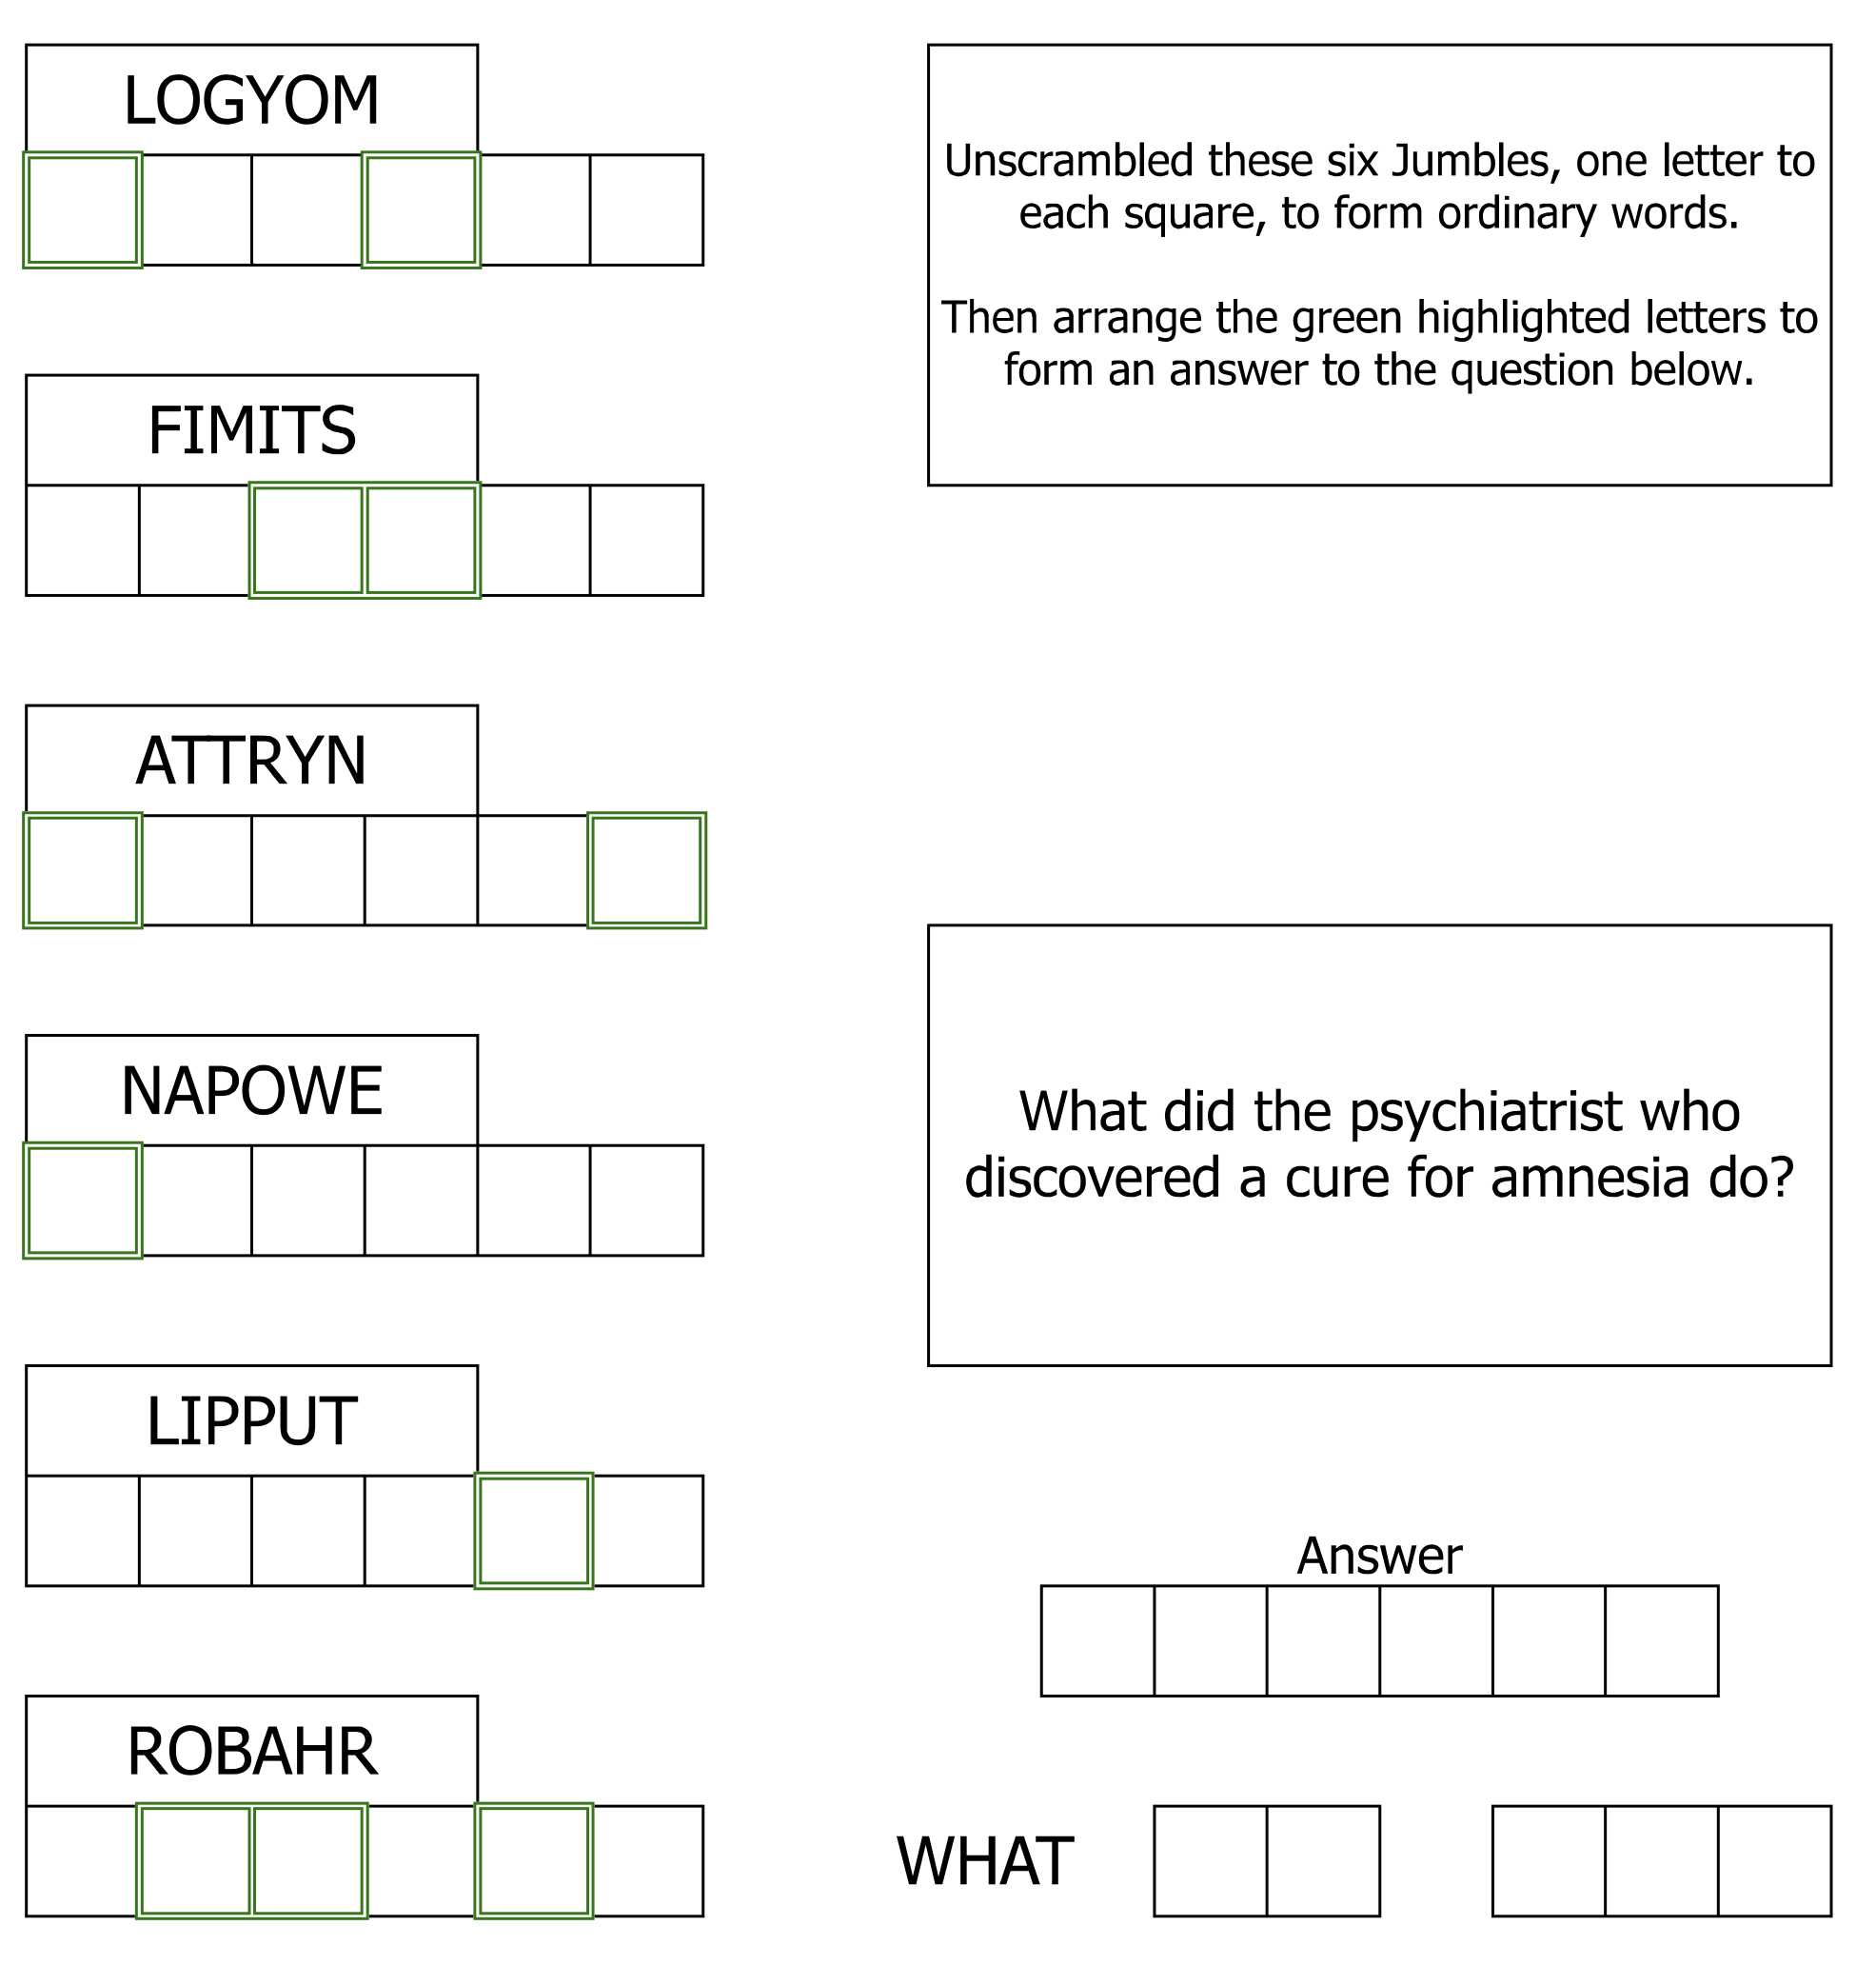 LOGYOM
Unscrambled these six Jumbles, one letter to
each square, to form ordinary words.
Then arrange the green highlighted letters to
form an answer to the question below.
FIMITS
ATTRYN
NAPOWE
What did the psychiatrist who
discovered a cure for amnesia do?
LIPPUT
Answer
ROBAHR
WHAT